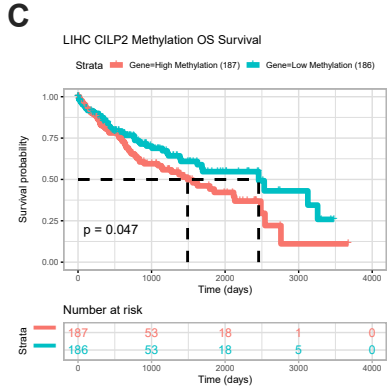 C
LIHC CILP2 Methylation OS Survival
Strata Gene=High Methylation (187) Gene=Low Methylation (186)
Survival probability
1.00
0.75
0.50
0.25
0.00
p = 0.047
0 1000 2000 3000 4000
Time (days)
Number at risk
Strata
187 53 18 1 0
186 53 18 5 0
0 1000 2000 3000 4000
Time (days)